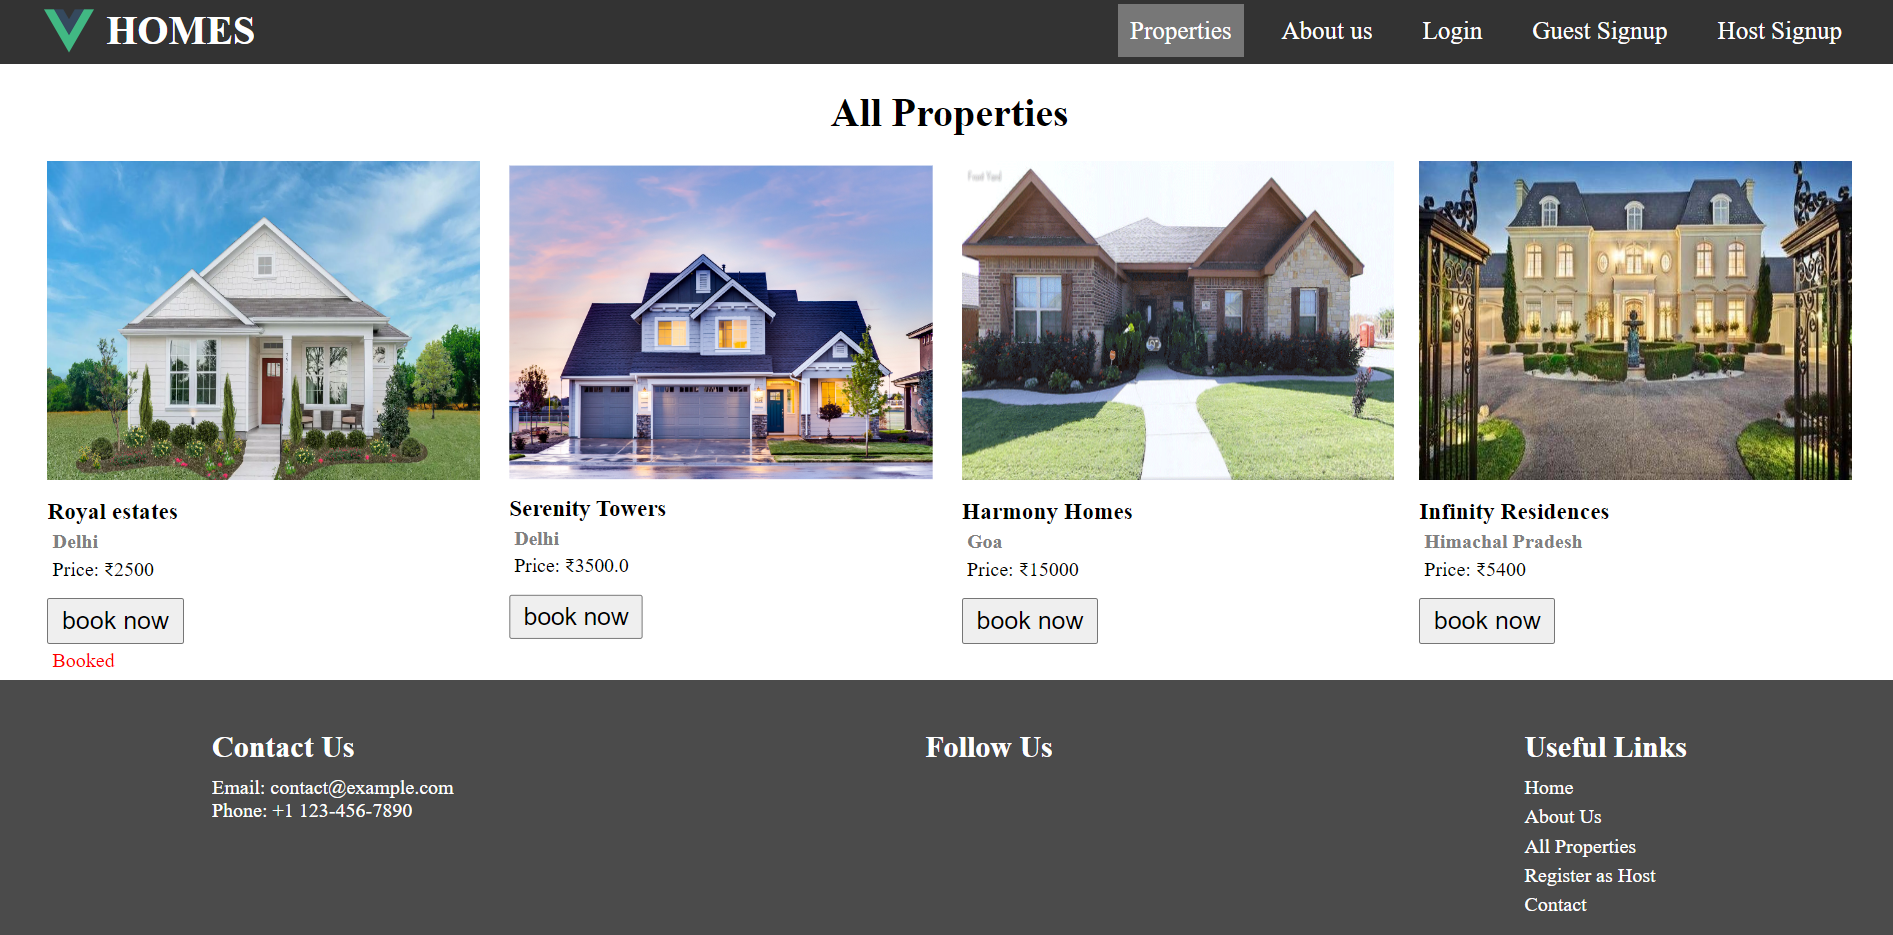 HOMES
Properties
About us
Login
Guest Signup
Host Signup
All Properties
Front Yard
Royal estates
Delhi
Price: ₹2500
book now
Booked
Serenity Towers
Delhi
Price: ₹3500.0
book now
Harmony Homes
Goa
Price: ₹15000
book now
Infinity Residences
Himachal Pradesh
Price: ₹5400
book now
Contact Us
Email: contact@example.com
Phone: +1 123-456-7890
Follow Us
Useful Links
Home
About Us
All Properties
Register as Host
Contact